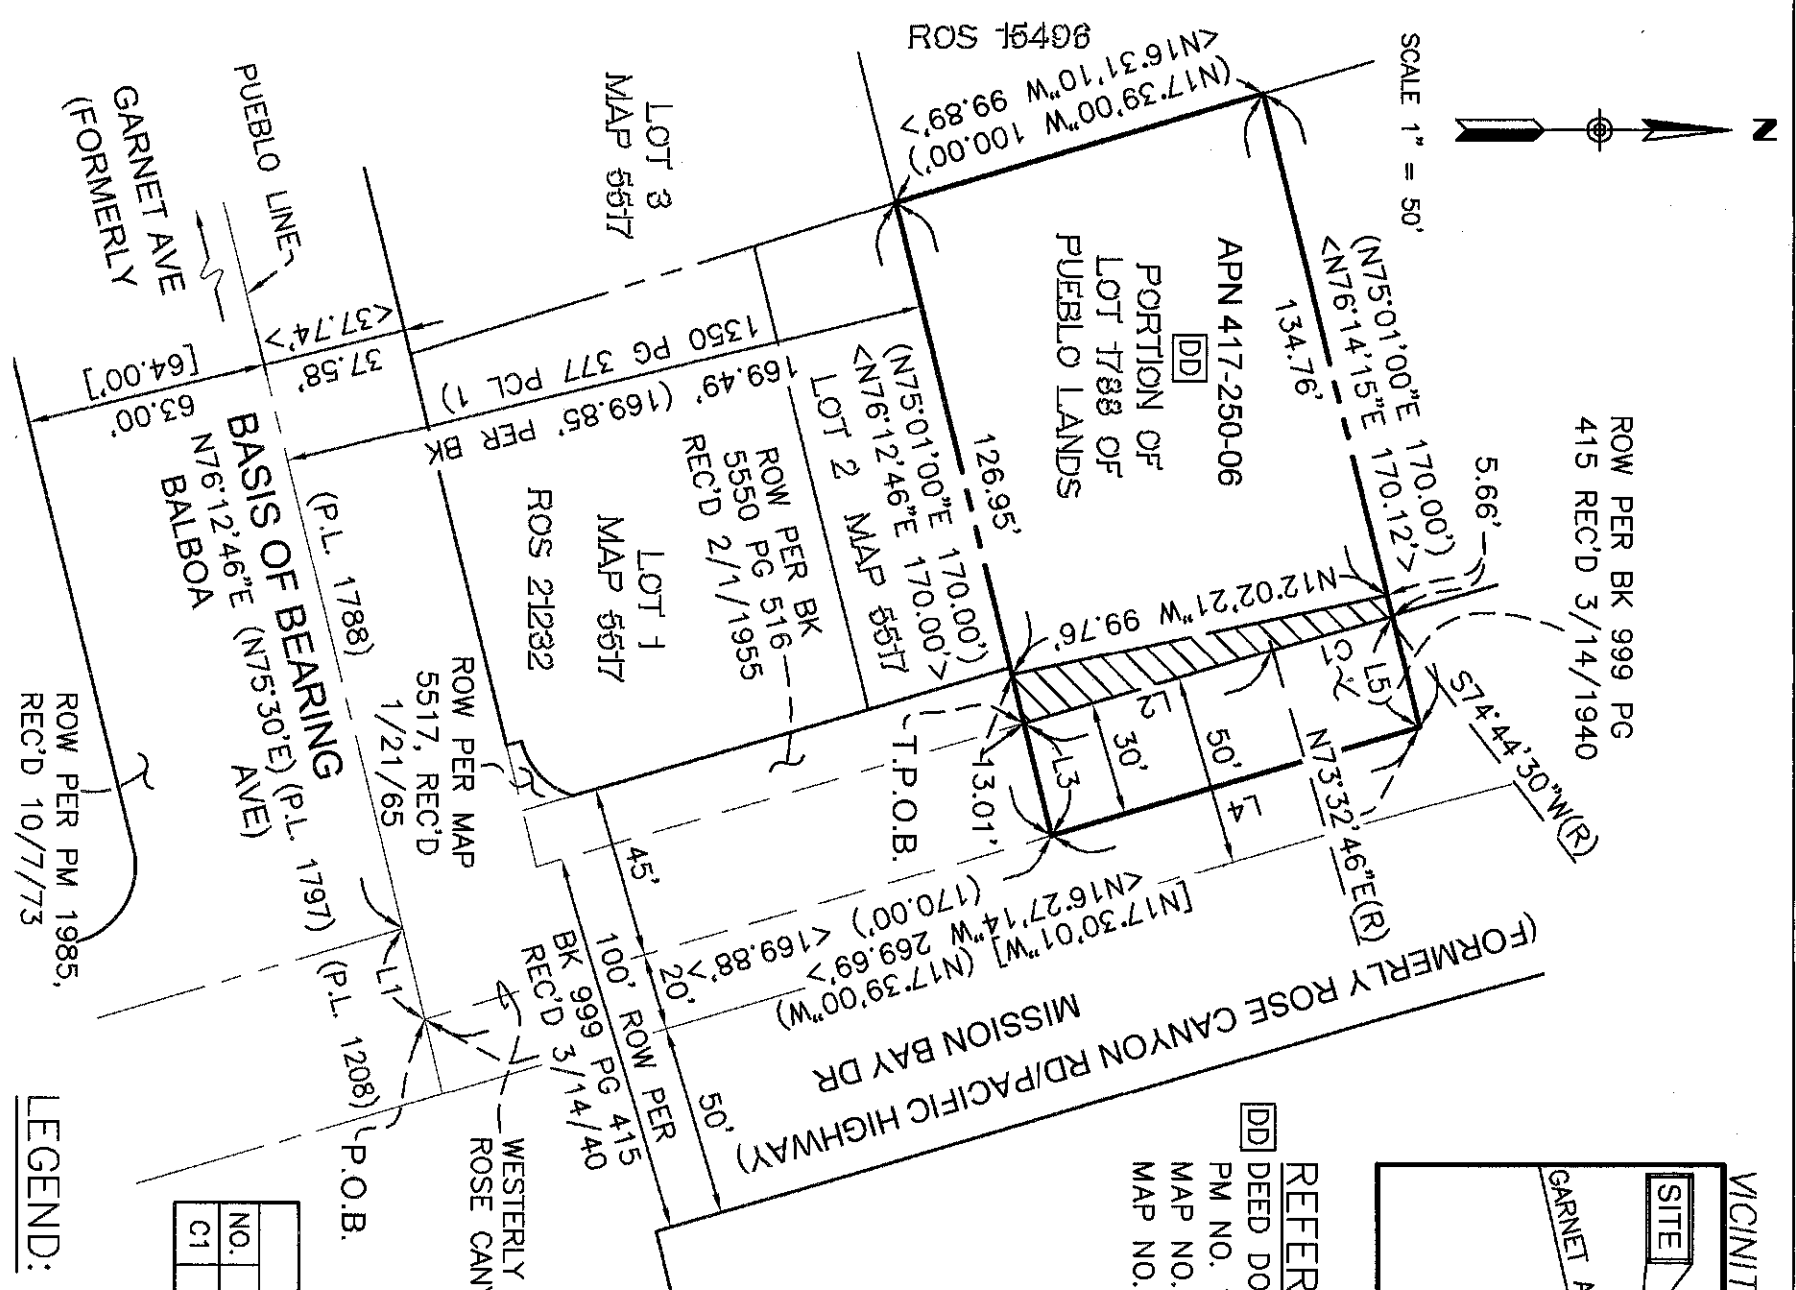 N
SCALE 1" = 50'
ROW PER BK 999 PG
415 REC'D 3/14/1940
5.66'
(N75°01'00"E 170.00')
<N76°14'15"E 170.12'>
134.76'
S74°44'30"W(R)
N73°32'46"E(R)
ROS 15496
<N16°31'10"W 99.89'>
(N17°39'00"W 100.00')
APN 417-250-06
DD
PORTION OF
LOT 1788 OF
PUEBLO LANDS
N12°02'21"W 99.76'
C1
L5
L2
L3
L4
30'
50'
13.01'
T.P.O.B.
126.95'
(N75°01'00"E 170.00')
<N76°12'46"E 170.00'>
LOT 2 MAP 5517
LOT 3
MAP 5517
169.49' (169.85' PER BK
1350 PG 377 PCL 1)
ROW PER BK
5550 PG 516
REC'D 2/1/1955
LOT 1
MAP 5517
ROS 21232
ROW PER MAP
5517, REC'D
1/21/65
PUEBLO LINE
GARNET AVE
(FORMERLY
BALBOA
AVE)
<37.74'>
37.58'
63.00'
[64.00']
BASIS OF BEARING
N76°12'46"E (N75°30'E) (P.L. 1797)
(P.L. 1788)
(P.L. 1208)
L1
P.O.B.
ROW PER PM 1985,
REC'D 10/7/73
45'
20'
50'
100' ROW PER
BK 999 PG 415
REC'D 3/14/40
[N17°30'01"W] (N17°39'00"W)
<N16°27'14"W 269.69'>
(170.00') <169.88'>
MISSION BAY DR
(FORMERLY ROSE CANYON RD/PACIFIC HIGHWAY)
WESTERLY
ROSE CANY
LEGEND:
NO.
C1
REFER
DD DEED DO
PM NO.
MAP NO.
MAP NO.
VICINIT
SITE
GARNET A